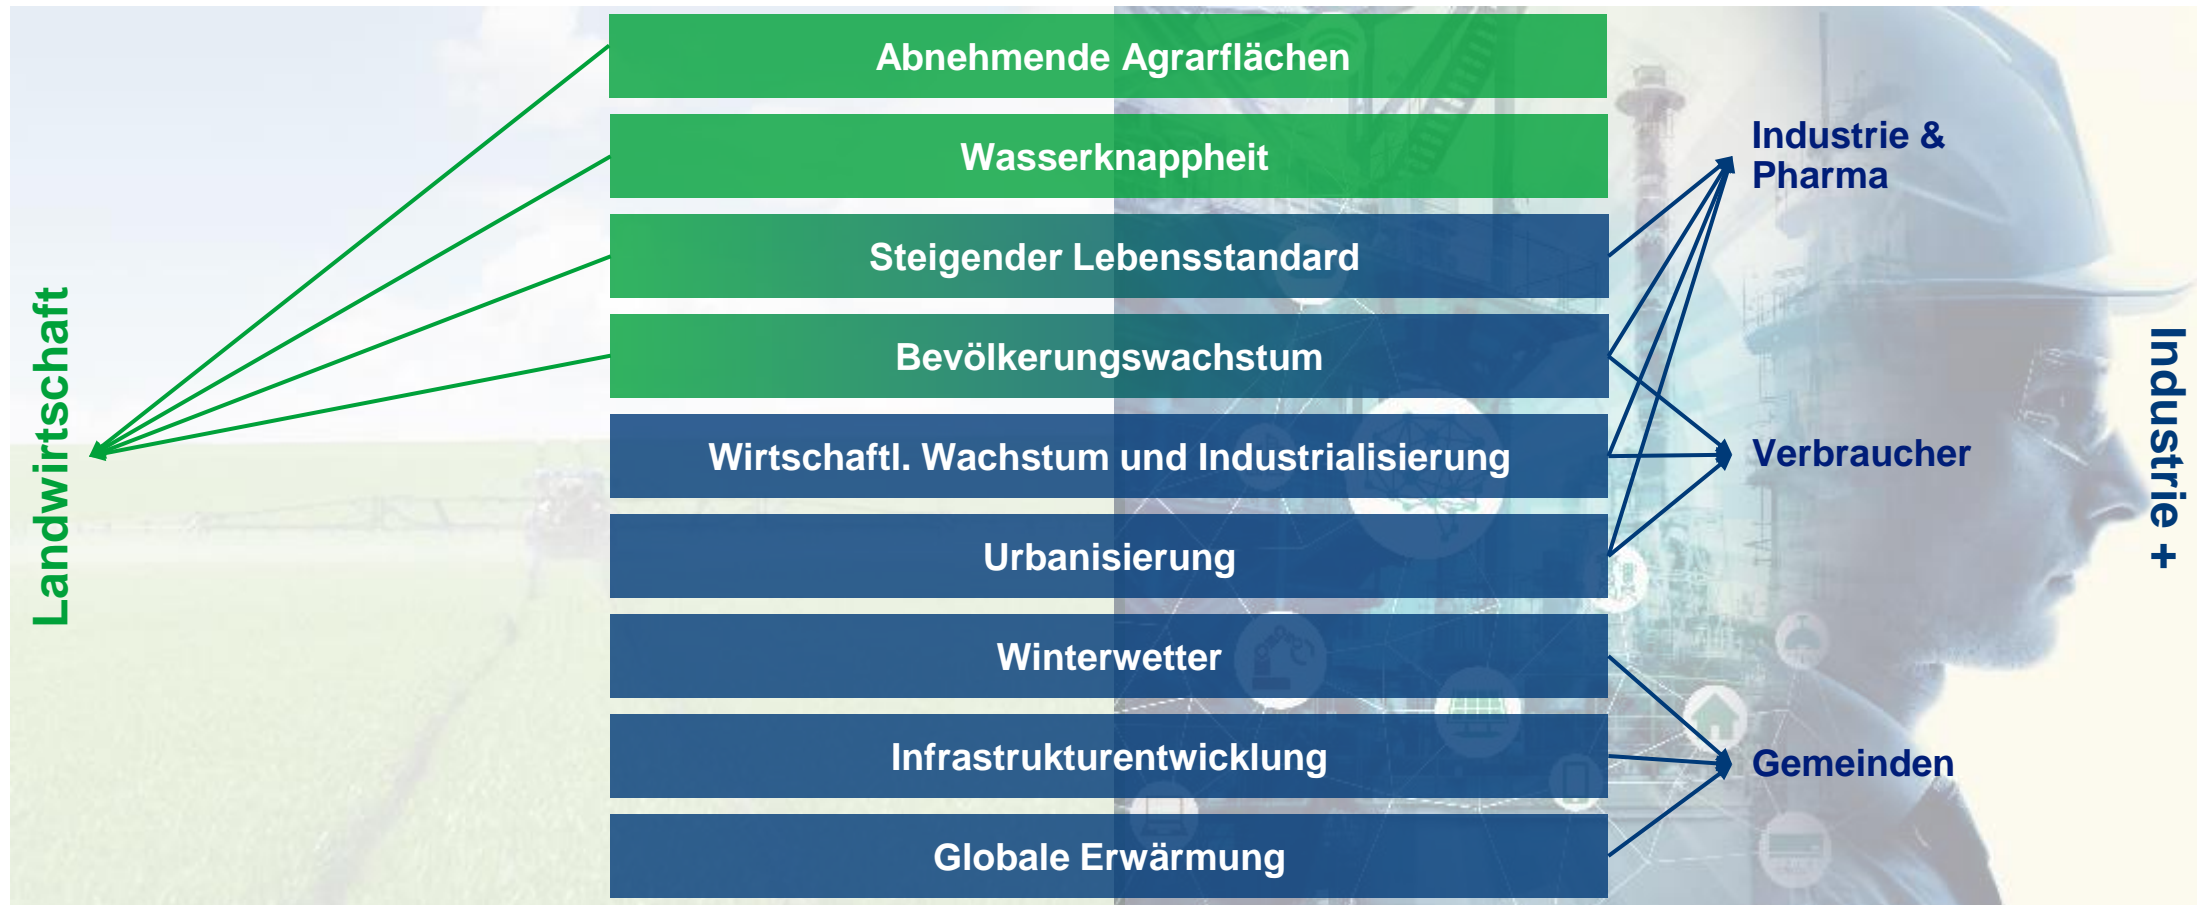 Landwirtschaft
Abnehmende Agrarflächen
Wasserknappheit
Steigender Lebensstandard
Bevölkerungswachstum
Wirtschaftl. Wachstum und Industrialisierung
Urbanisierung
Winterwetter
Infrastrukturentwicklung
Globale Erwärmung
Industrie &
Pharma
Verbraucher
Gemeinden
Industrie +